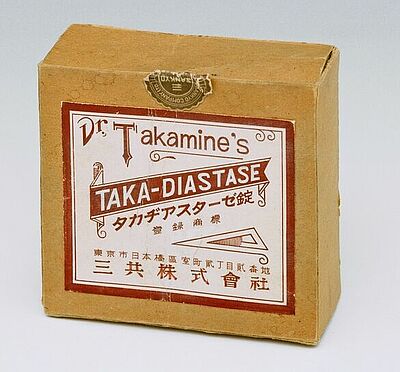 SANKYO
Dr. Takamine's
TAKA-DIASTASE
タカヂアスターゼ錠
登録商標
東京市日本橋區室町貳丁目貳番地
三共株式會社